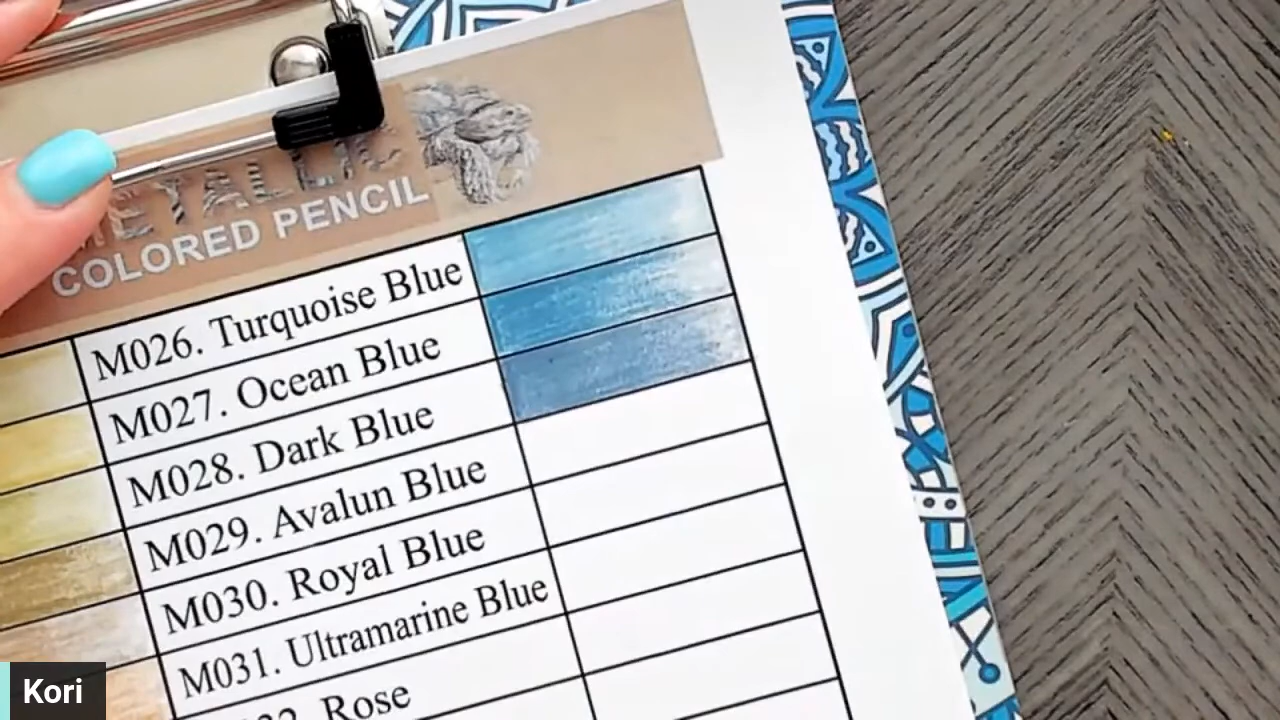 METALLIC
COLORED PENCIL
M026. Turquoise Blue
M027. Ocean Blue
M028. Dark Blue
M029. Avalun Blue
M030. Royal Blue
M031. Ultramarine Blue
Rose
Kori